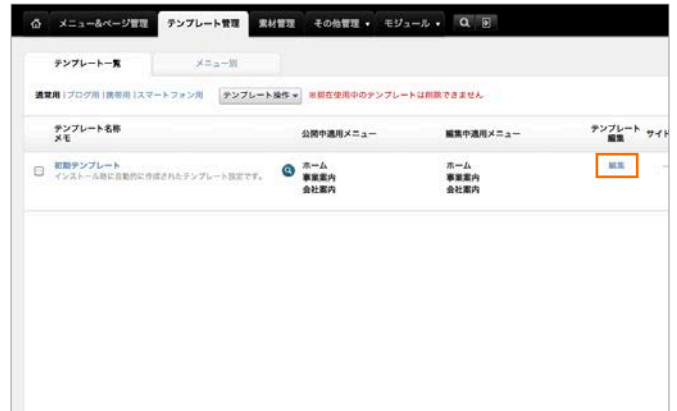 メニュー&ページ管理 テンプレート管理 素材管理 その他管理 ▼ モジュール ▼
テンプレート一覧 メニュー別
通常用 | ブログ用 | 携帯用 | スマートフォン用 テンプレート操作 ▼ ※現在使用中のテンプレートは削除できません
テンプレート名称 公開中適用メニュー 編集中適用メニュー テンプレート サイト
メモ 編集
初期テンプレート ホーム ホーム 編集
インストール時に自動的に作成されたテンプレート設定です。 事業案内 事業案内
会社案内 会社案内